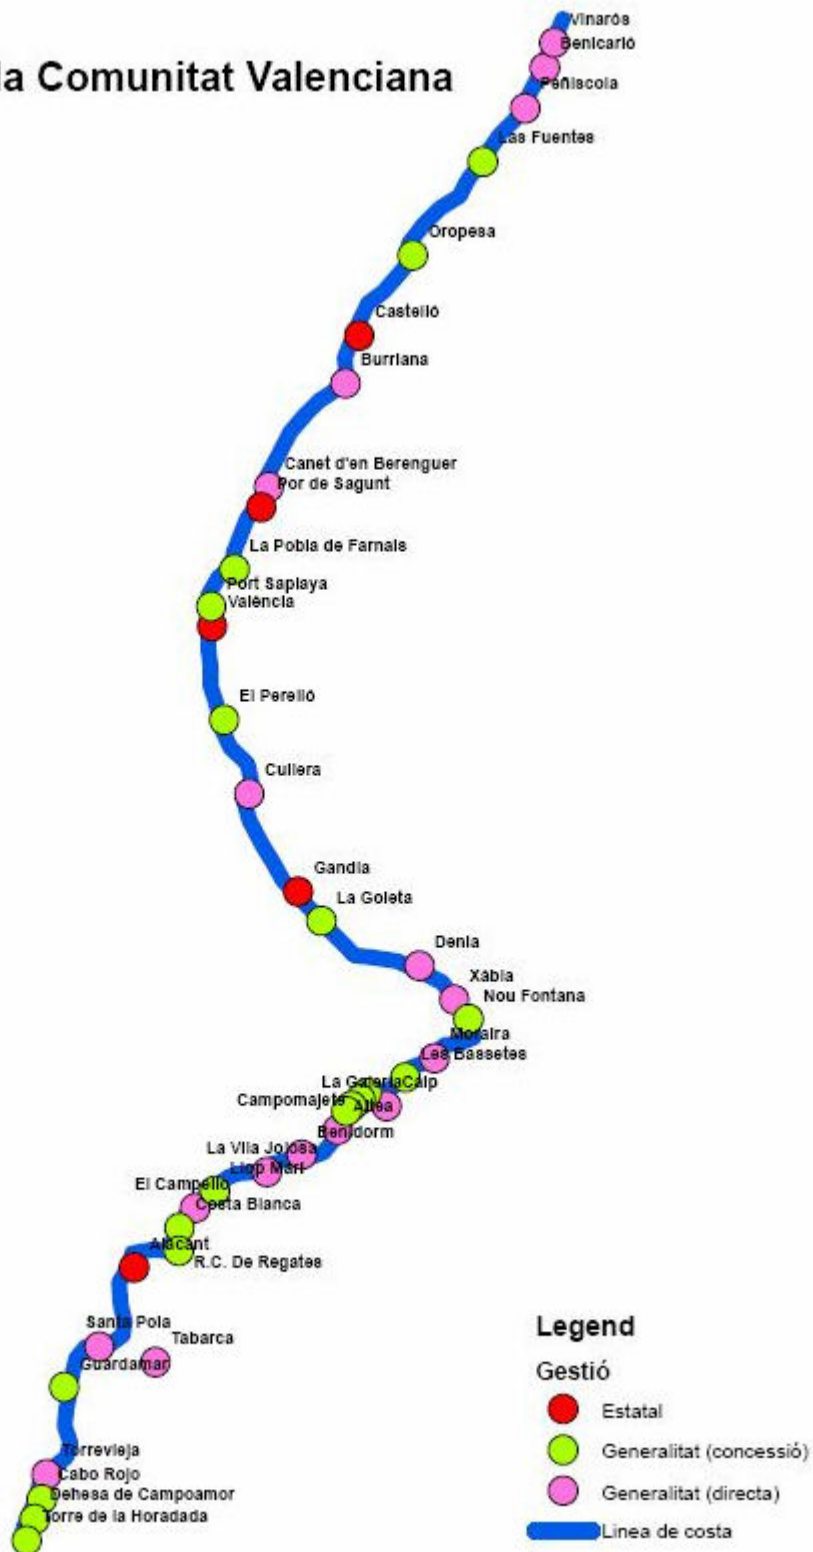 la Comunitat Valenciana
Vinaròs
Benicarló
Peñiscola
Las Fuentes
Oropesa
Castelló
Burriana
Canet d'en Berenguer
Por de Sagunt
La Pobla de Farnals
Port Saplaya
València
El Perelló
Cullera
Gandia
La Goleta
Denia
Xàbia
Nou Fontana
Moraira
Les Bassetes
La Galeria
Calp
Campomajets
Altea
Benidorm
La Vila Joiosa
Llop Marí
El Campello
Costa Blanca
Alacant
R.C. De Regates
Santa Pola
Tabarca
Guardamar
Torrevieja
Cabo Rojo
Dehesa de Campoamor
Torre de la Horadada
Legend
Gestió
Estatal
Generalitat (concessió)
Generalitat (directa)
Linea de costa